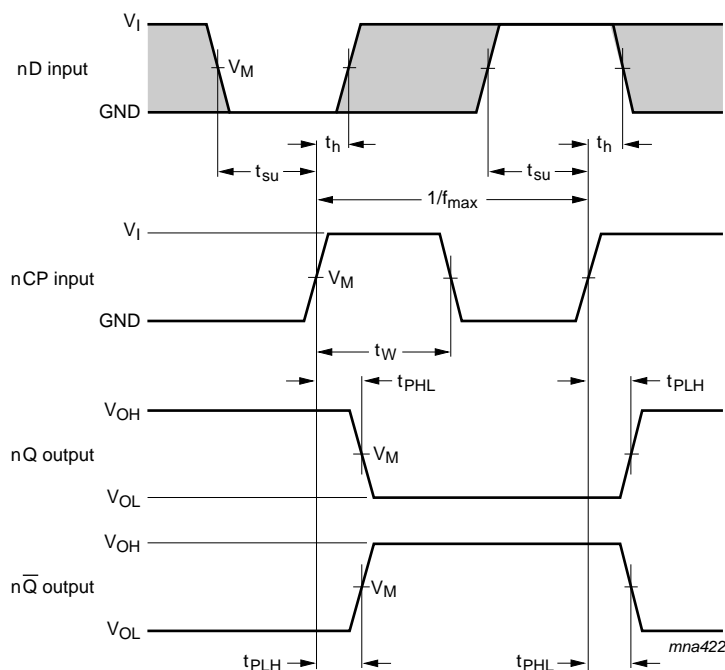 V_I
nD input
V_M
GND
t_h
t_h
t_su
t_su
1/f_max
V_I
nCP input
V_M
GND
t_W
t_PHL
t_PLH
V_OH
nQ output
V_M
V_OL
V_OH
nQ̅ output
V_M
V_OL
mna422
t_PLH
t_PHL